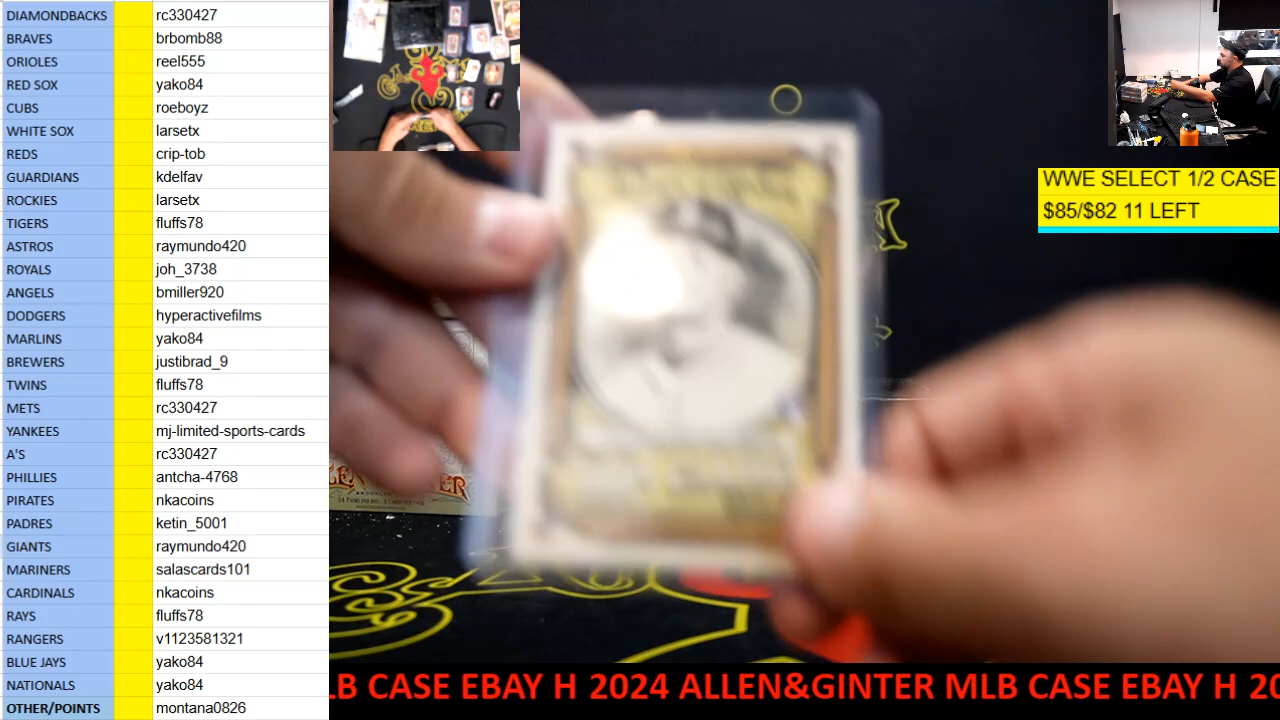 DIAMONDBACKS rc330427
BRAVES brbomb88
ORIOLES reel555
RED SOX yako84
CUBS roeboyz
WHITE SOX larsetx
REDS crip-tob
GUARDIANS kdelfav
ROCKIES larsetx
TIGERS fluffs78
ASTROS raymundo420
ROYALS joh_3738
ANGELS bmiller920
DODGERS hyperactivefilms
MARLINS yako84
BREWERS justibrad_9
TWINS fluffs78
METS rc330427
YANKEES mj-limited-sports-cards
A'S rc330427
PHILLIES antcha-4768
PIRATES nkacoins
PADRES ketin_5001
GIANTS raymundo420
MARINERS salascards101
CARDINALS nkacoins
RAYS fluffs78
RANGERS v1123581321
BLUE JAYS yako84
NATIONALS yako84
OTHER/POINTS montana0826
WWE SELECT 1/2 CASE
$85/$82 11 LEFT
LB CASE EBAY H 2024 ALLEN&GINTER MLB CASE EBAY H 20